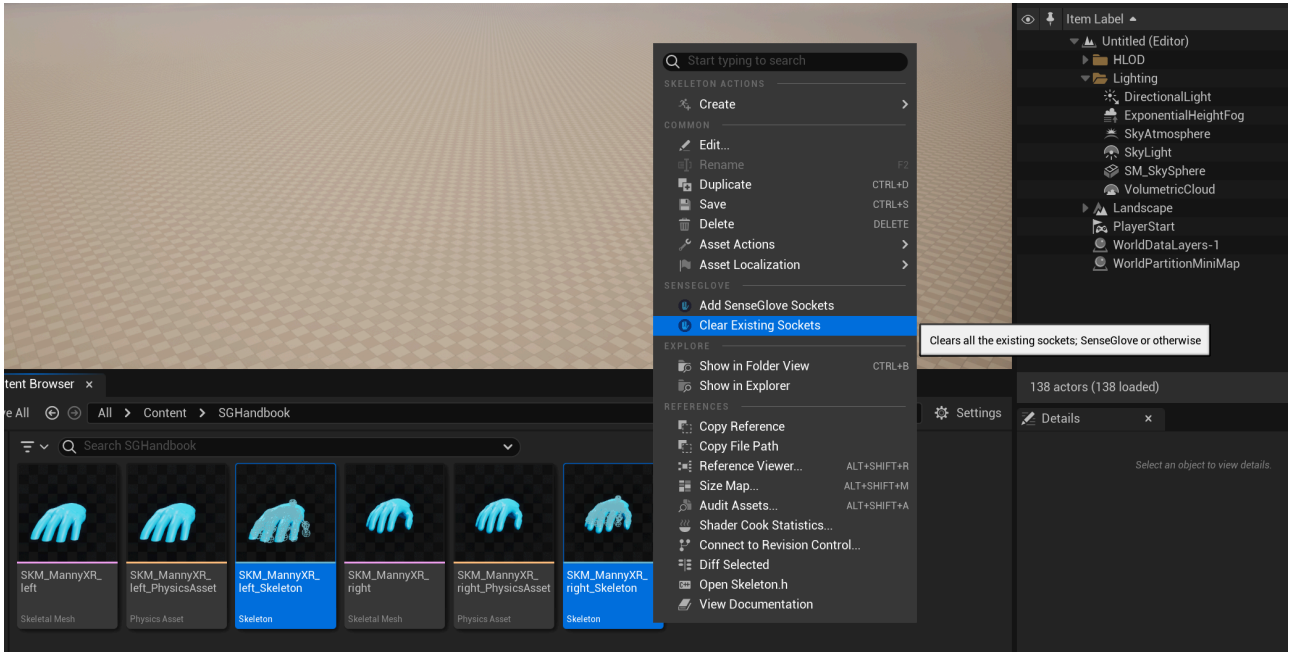 Item Label
Untitled (Editor)
HLOD
Lighting
DirectionalLight
ExponentialHeightFog
SkyAtmosphere
SkyLight
SM_SkySphere
VolumetricCloud
Landscape
PlayerStart
WorldDataLayers-1
WorldPartitionMiniMap
138 actors (138 loaded)
Details ×
Select an object to view details.
Start typing to search
SKELETON ACTIONS
Create
COMMON
Edit...
Rename F2
Duplicate CTRL+D
Save CTRL+S
Delete DELETE
Asset Actions
Asset Localization
SENSEGLOVE
Add SenseGlove Sockets
Clear Existing Sockets
Clears all the existing sockets; SenseGlove or otherwise
EXPLORE
Show in Folder View CTRL+B
Show in Explorer
REFERENCES
Copy Reference
Copy File Path
Reference Viewer... ALT+SHIFT+R
Size Map... ALT+SHIFT+M
Audit Assets... ALT+SHIFT+A
Shader Cook Statistics...
Connect to Revision Control...
Diff Selected
Open Skeleton.h
View Documentation
tent Browser ×
ve All All > Content > SGHandbook Settings
Search SGHandbook
SKM_MannyXR_
left
Skeletal Mesh
SKM_MannyXR_
left_PhysicsAsset
Physics Asset
SKM_MannyXR_
left_Skeleton
Skeleton
SKM_MannyXR_
right
Skeletal Mesh
SKM_MannyXR_
right_PhysicsAsset
Physics Asset
SKM_MannyXR_
right_Skeleton
Skeleton